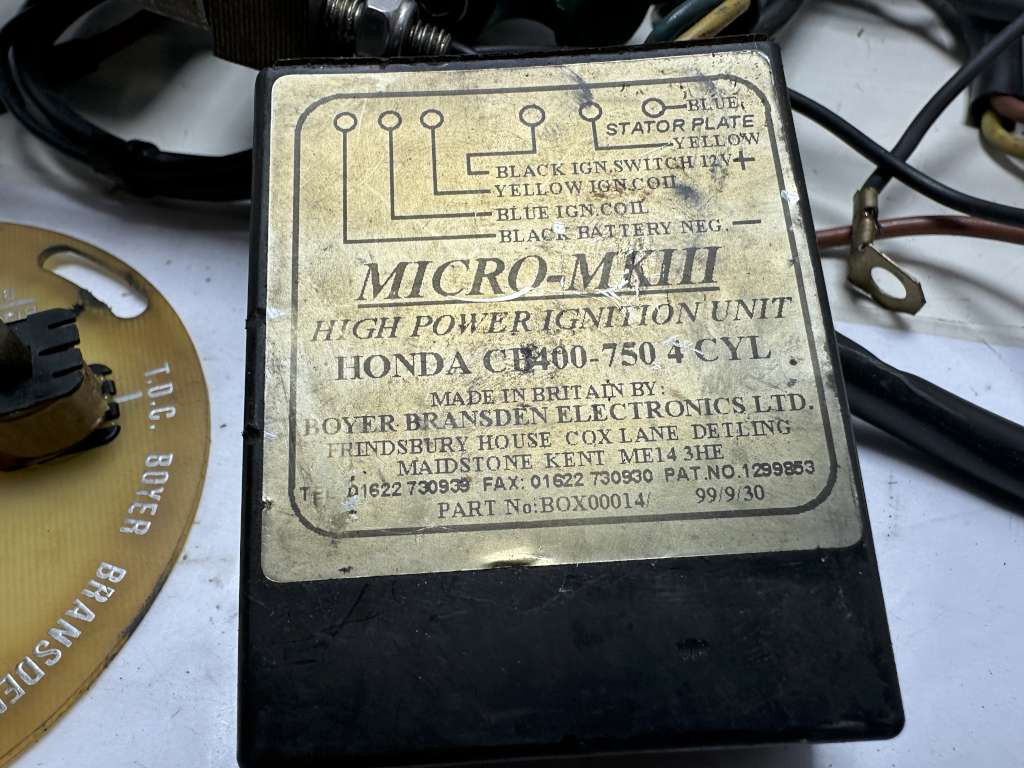 BLUE
STATOR PLATE
YELLOW
BLACK IGN.SWITCH 12V+
YELLOW IGN.COIL
BLUE IGN.COIL
BLACK BATTERY NEG. –
MICRO-MKIII
HIGH POWER IGNITION UNIT
HONDA CB400-750 4 CYL.
MADE IN BRITAIN BY:
BOYER BRANSDEN ELECTRONICS LTD.
FRINDSBURY HOUSE COX LANE DETLING
MAIDSTONE KENT ME14 3HE
TEL: 01622 730939 FAX: 01622 730930 PAT.NO.1299853
PART No:BOX00014/ 99/9/30
T.O.C. BOYER